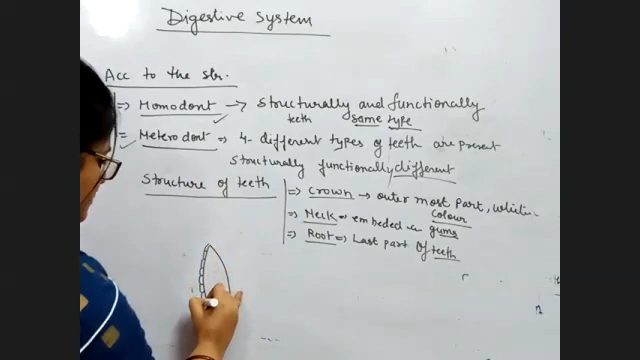 Digestive System
Acc to the str.
=> Homodont -> structurally and functionally
teeth same type
= Heterodont => 4- different types of teeth are present
structurally functionally different
Structure of teeth
=> Crown -> outer most part, whitin
colour
=> Neck => embeded in gums
=> Root => Last part of teeth